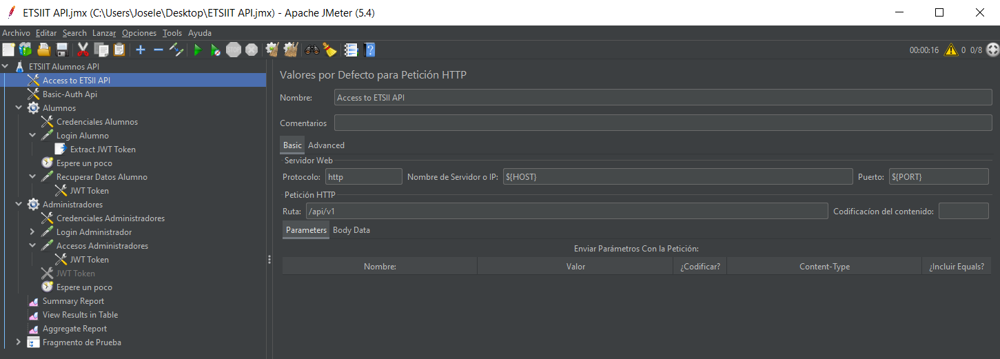 ETSIIT API.jmx (C:\Users\Josele\Desktop\ETSIIT API.jmx) - Apache JMeter (5.4)
Archivo Editar Search Lanzar Opciones Tools Ayuda
STOP 00:00:16 0 0/8
ETSIIT Alumnos API
Access to ETSII API
Basic-Auth Api
Alumnos
Credenciales Alumnos
Login Alumno
Extract JWT Token
Espere un poco
Recuperar Datos Alumno
JWT Token
Administradores
Credenciales Administradores
Login Administrador
Accesos Administradores
JWT Token
JWT Token
Espere un poco
Summary Report
View Results in Table
Aggregate Report
Fragmento de Prueba
Valores por Defecto para Petición HTTP
Nombre: Access to ETSII API
Comentarios
Basic Advanced
Servidor Web
Protocolo: http Nombre de Servidor o IP: ${HOST} Puerto: ${PORT}
Petición HTTP
Ruta: /api/v1 Codificacíon del contenido:
Parameters Body Data
Enviar Parámetros Con la Petición:
Nombre: Valor ¿Codificar? Content-Type ¿Incluir Equals?